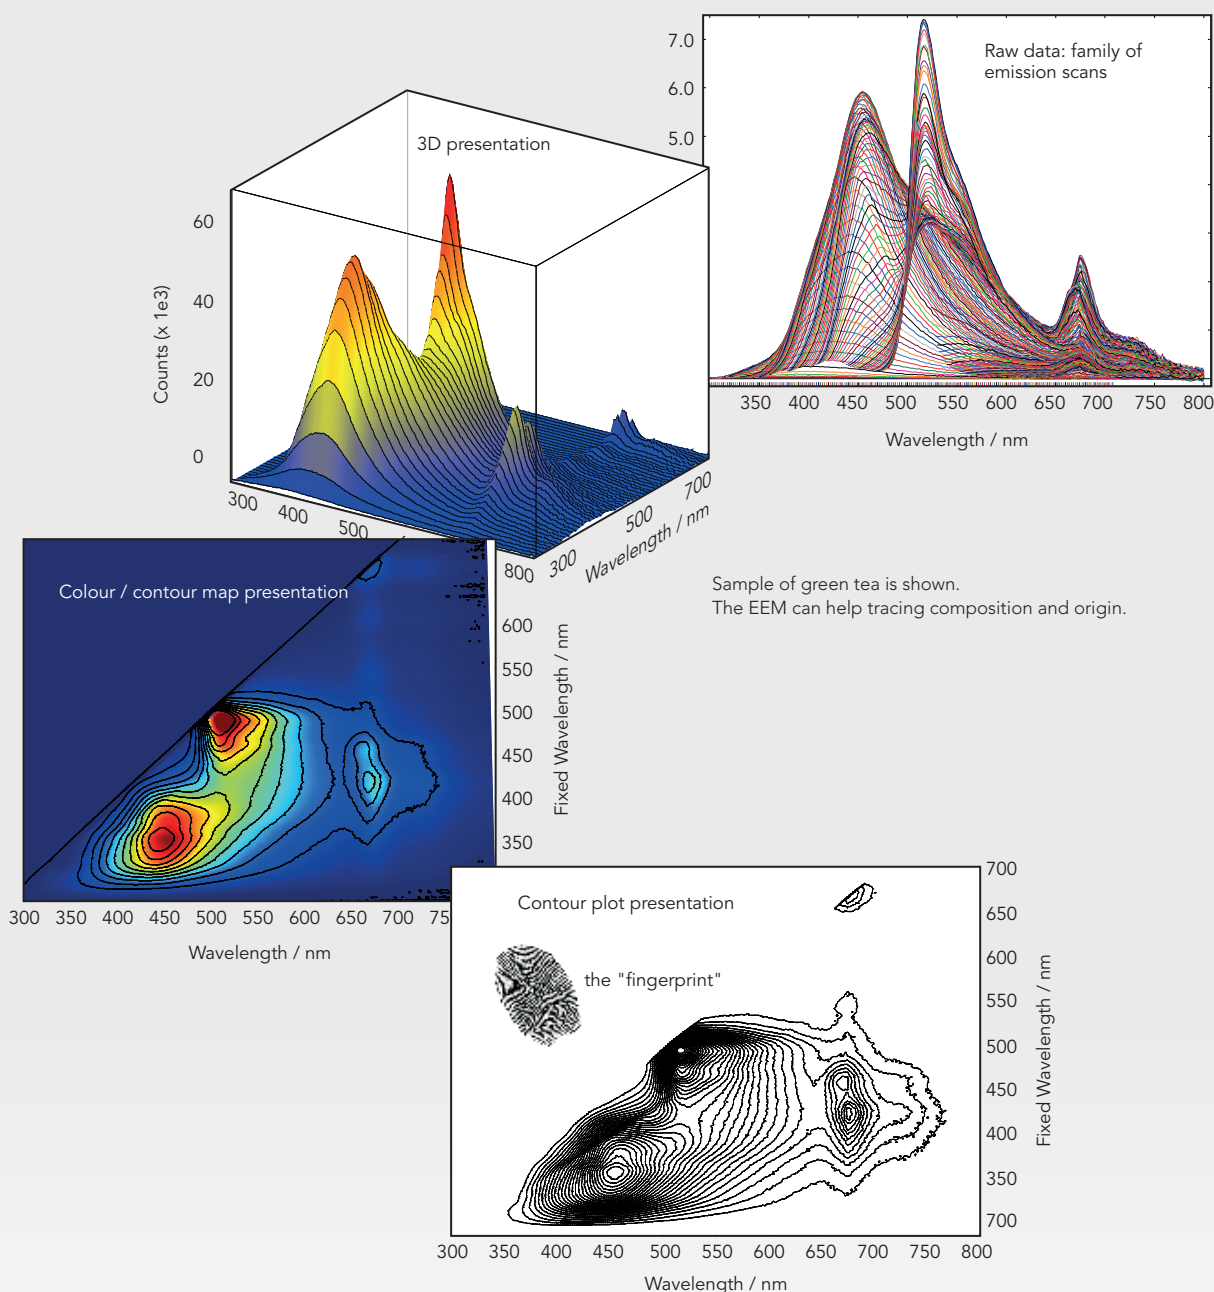 7.0
6.0
5.0
Raw data: family of
emission scans
350 400 450 500 550 600 650 700 750 800
Wavelength / nm
3D presentation
60
40
20
0
Counts (x 1e3)
300 400 500
800
300 500 700
Wavelength / nm
Colour / contour map presentation
600
550
500
450
400
350
Fixed Wavelength / nm
300 350 400 450 500 550 600 650 700
Wavelength / nm
Sample of green tea is shown.
The EEM can help tracing composition and origin.
Contour plot presentation
the "fingerprint"
700
650
600
550
500
450
400
350
700
Fixed Wavelength / nm
300 350 400 450 500 550 600 650 700 750 800
Wavelength / nm